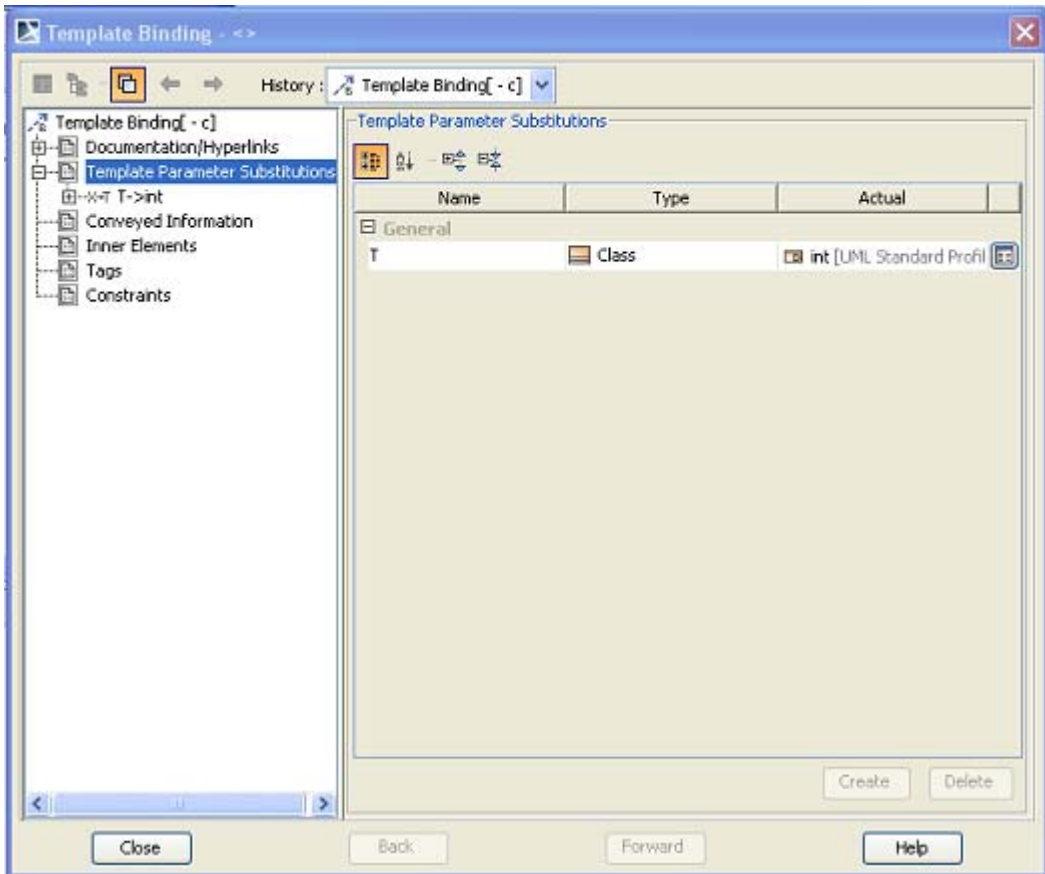 Template Binding - <>
History : Template Binding[ - c]
Template Binding[ - c]
Documentation/Hyperlinks
Template Parameter Substitutions
T->int
Conveyed Information
Inner Elements
Tags
Constraints
Template Parameter Substitutions
Name Type Actual
General
T Class int [UML Standard Profil
Create Delete
Close Back Forward Help